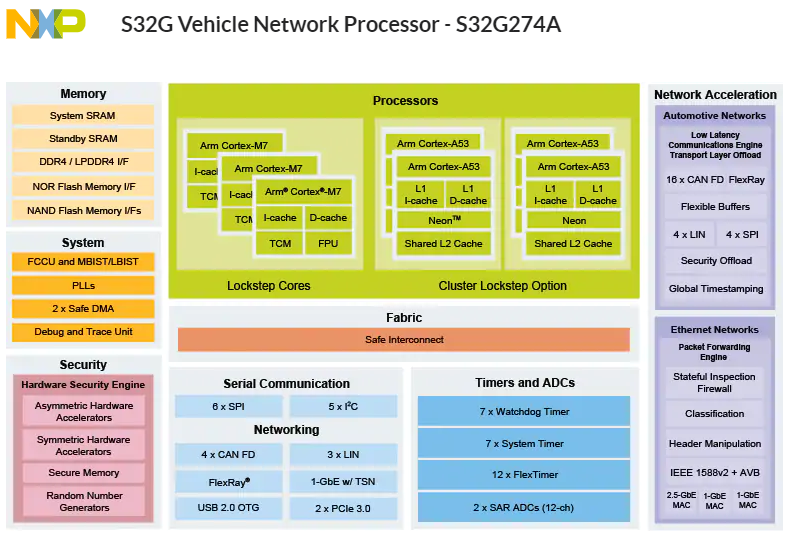 NXP
S32G Vehicle Network Processor - S32G274A
Memory
System SRAM
Standby SRAM
DDR4 / LPDDR4 I/F
NOR Flash Memory I/F
NAND Flash Memory I/Fs
System
FCCU and MBIST/LBIST
PLLs
2 x Safe DMA
Debug and Trace Unit
Security
Hardware Security Engine
Asymmetric Hardware
Accelerators
Symmetric Hardware
Accelerators
Secure Memory
Random Number
Generators
Processors
Arm Cortex-M7
I-cac
TCM
Arm Cortex-M7
I-cac
TCM
Arm® Cortex®-M7
I-cache
D-cache
TCM
FPU
Lockstep Cores
Arm Cortex-A53
Arm Cortex-A53
L1
I-cache
L1
D-cache
Neon™
Shared L2 Cache
Arm Cortex-A53
Arm Cortex-A53
L1
I-cache
L1
D-cache
Neon
Shared L2 Cache
Cluster Lockstep Option
Fabric
Safe Interconnect
Serial Communication
6 x SPI
5 x I²C
Networking
4 x CAN FD
3 x LIN
FlexRay®
1-GbE w/ TSN
USB 2.0 OTG
2 x PCIe 3.0
Timers and ADCs
7 x Watchdog Timer
7 x System Timer
12 x FlexTimer
2 x SAR ADCs (12-ch)
Network Acceleration
Automotive Networks
Low Latency
Communications Engine
Transport Layer Offload
16 x CAN FD FlexRay
Flexible Buffers
4 x LIN
4 x SPI
Security Offload
Global Timestamping
Ethernet Networks
Packet Forwarding
Engine
Stateful Inspection
Firewall
Classification
Header Manipulation
IEEE 1588v2 + AVB
2.5-GbE
MAC
1-GbE
MAC
1-GbE
MAC